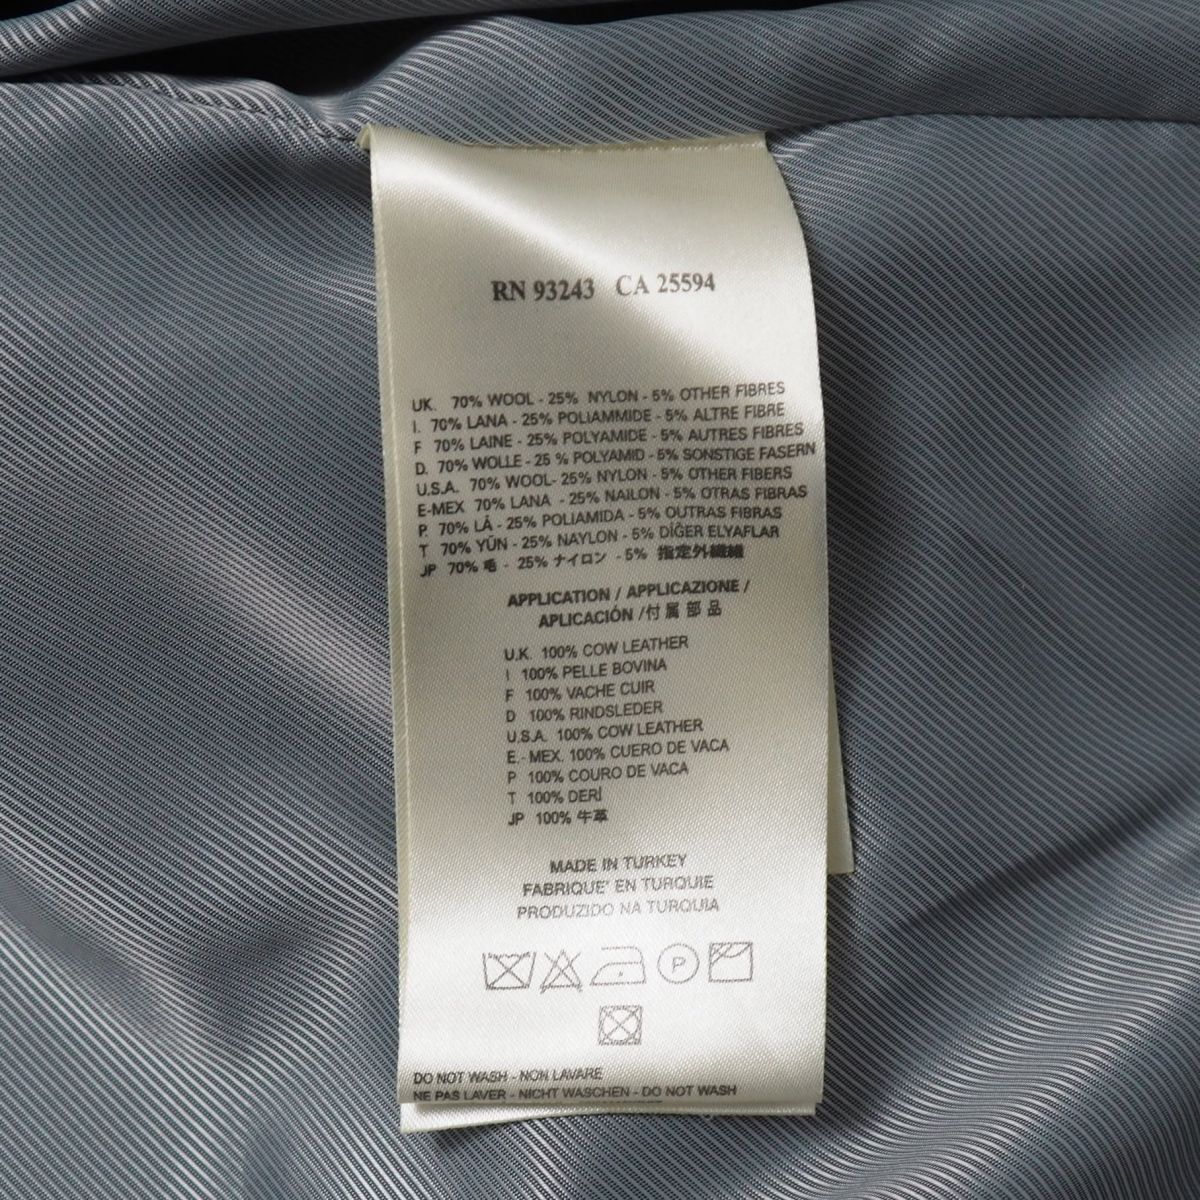 RN 93243 CA 25594
UK. 70% WOOL - 25% NYLON - 5% OTHER FIBRES
I. 70% LANA - 25% POLIAMMIDE - 5% ALTRE FIBRE
F 70% LAINE - 25% POLYAMIDE - 5% AUTRES FIBRES
D. 70% WOLLE - 25 % POLYAMID - 5% SONSTIGE FASERN
U.S.A. 70% WOOL- 25% NYLON - 5% OTHER FIBERS
E-MEX 70% LANA - 25% NAILON - 5% OTRAS FIBRAS
P. 70% LÃ - 25% POLIAMIDA - 5% OUTRAS FIBRAS
T 70% YÜN - 25% NAYLON - 5% DİĞER ELYAFLAR
JP 70% 毛 - 25% ナイロン - 5% 指定外繊維
APPLICATION / APPLICAZIONE /
APLICACIÓN /付属部品
U.K. 100% COW LEATHER
I 100% PELLE BOVINA
F 100% VACHE CUIR
D 100% RINDSLEDER
U.S.A. 100% COW LEATHER
E.- MEX. 100% CUERO DE VACA
P 100% COURO DE VACA
T 100% DERİ
JP 100% 牛革
MADE IN TURKEY
FABRIQUE' EN TURQUIE
PRODUZIDO NA TURQUIA
P
DO NOT WASH - NON LAVARE
NE PAS LAVER - NICHT WASCHEN - DO NOT WASH